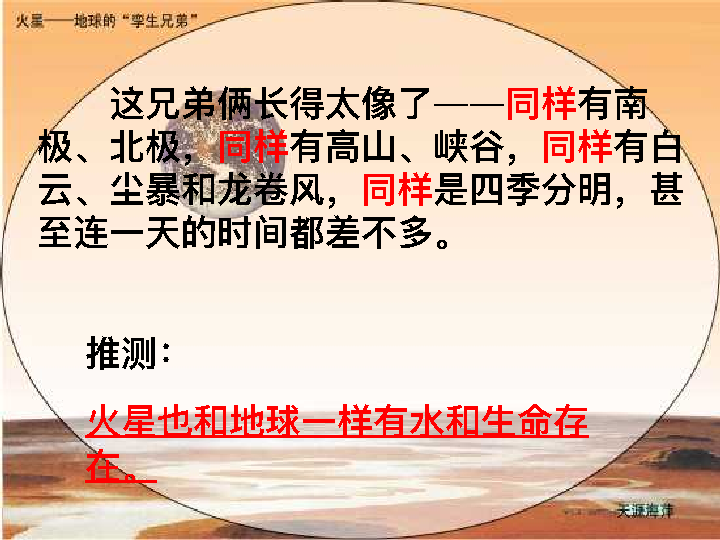 火星——地球的“孪生兄弟”
这兄弟俩长得太像了——同样有南
极、北极，同样有高山、峡谷，同样有白
云、尘暴和龙卷风，同样是四季分明，甚
至连一天的时间都差不多。
推测：
火星也和地球一样有水和生命存
在。
天涯海井